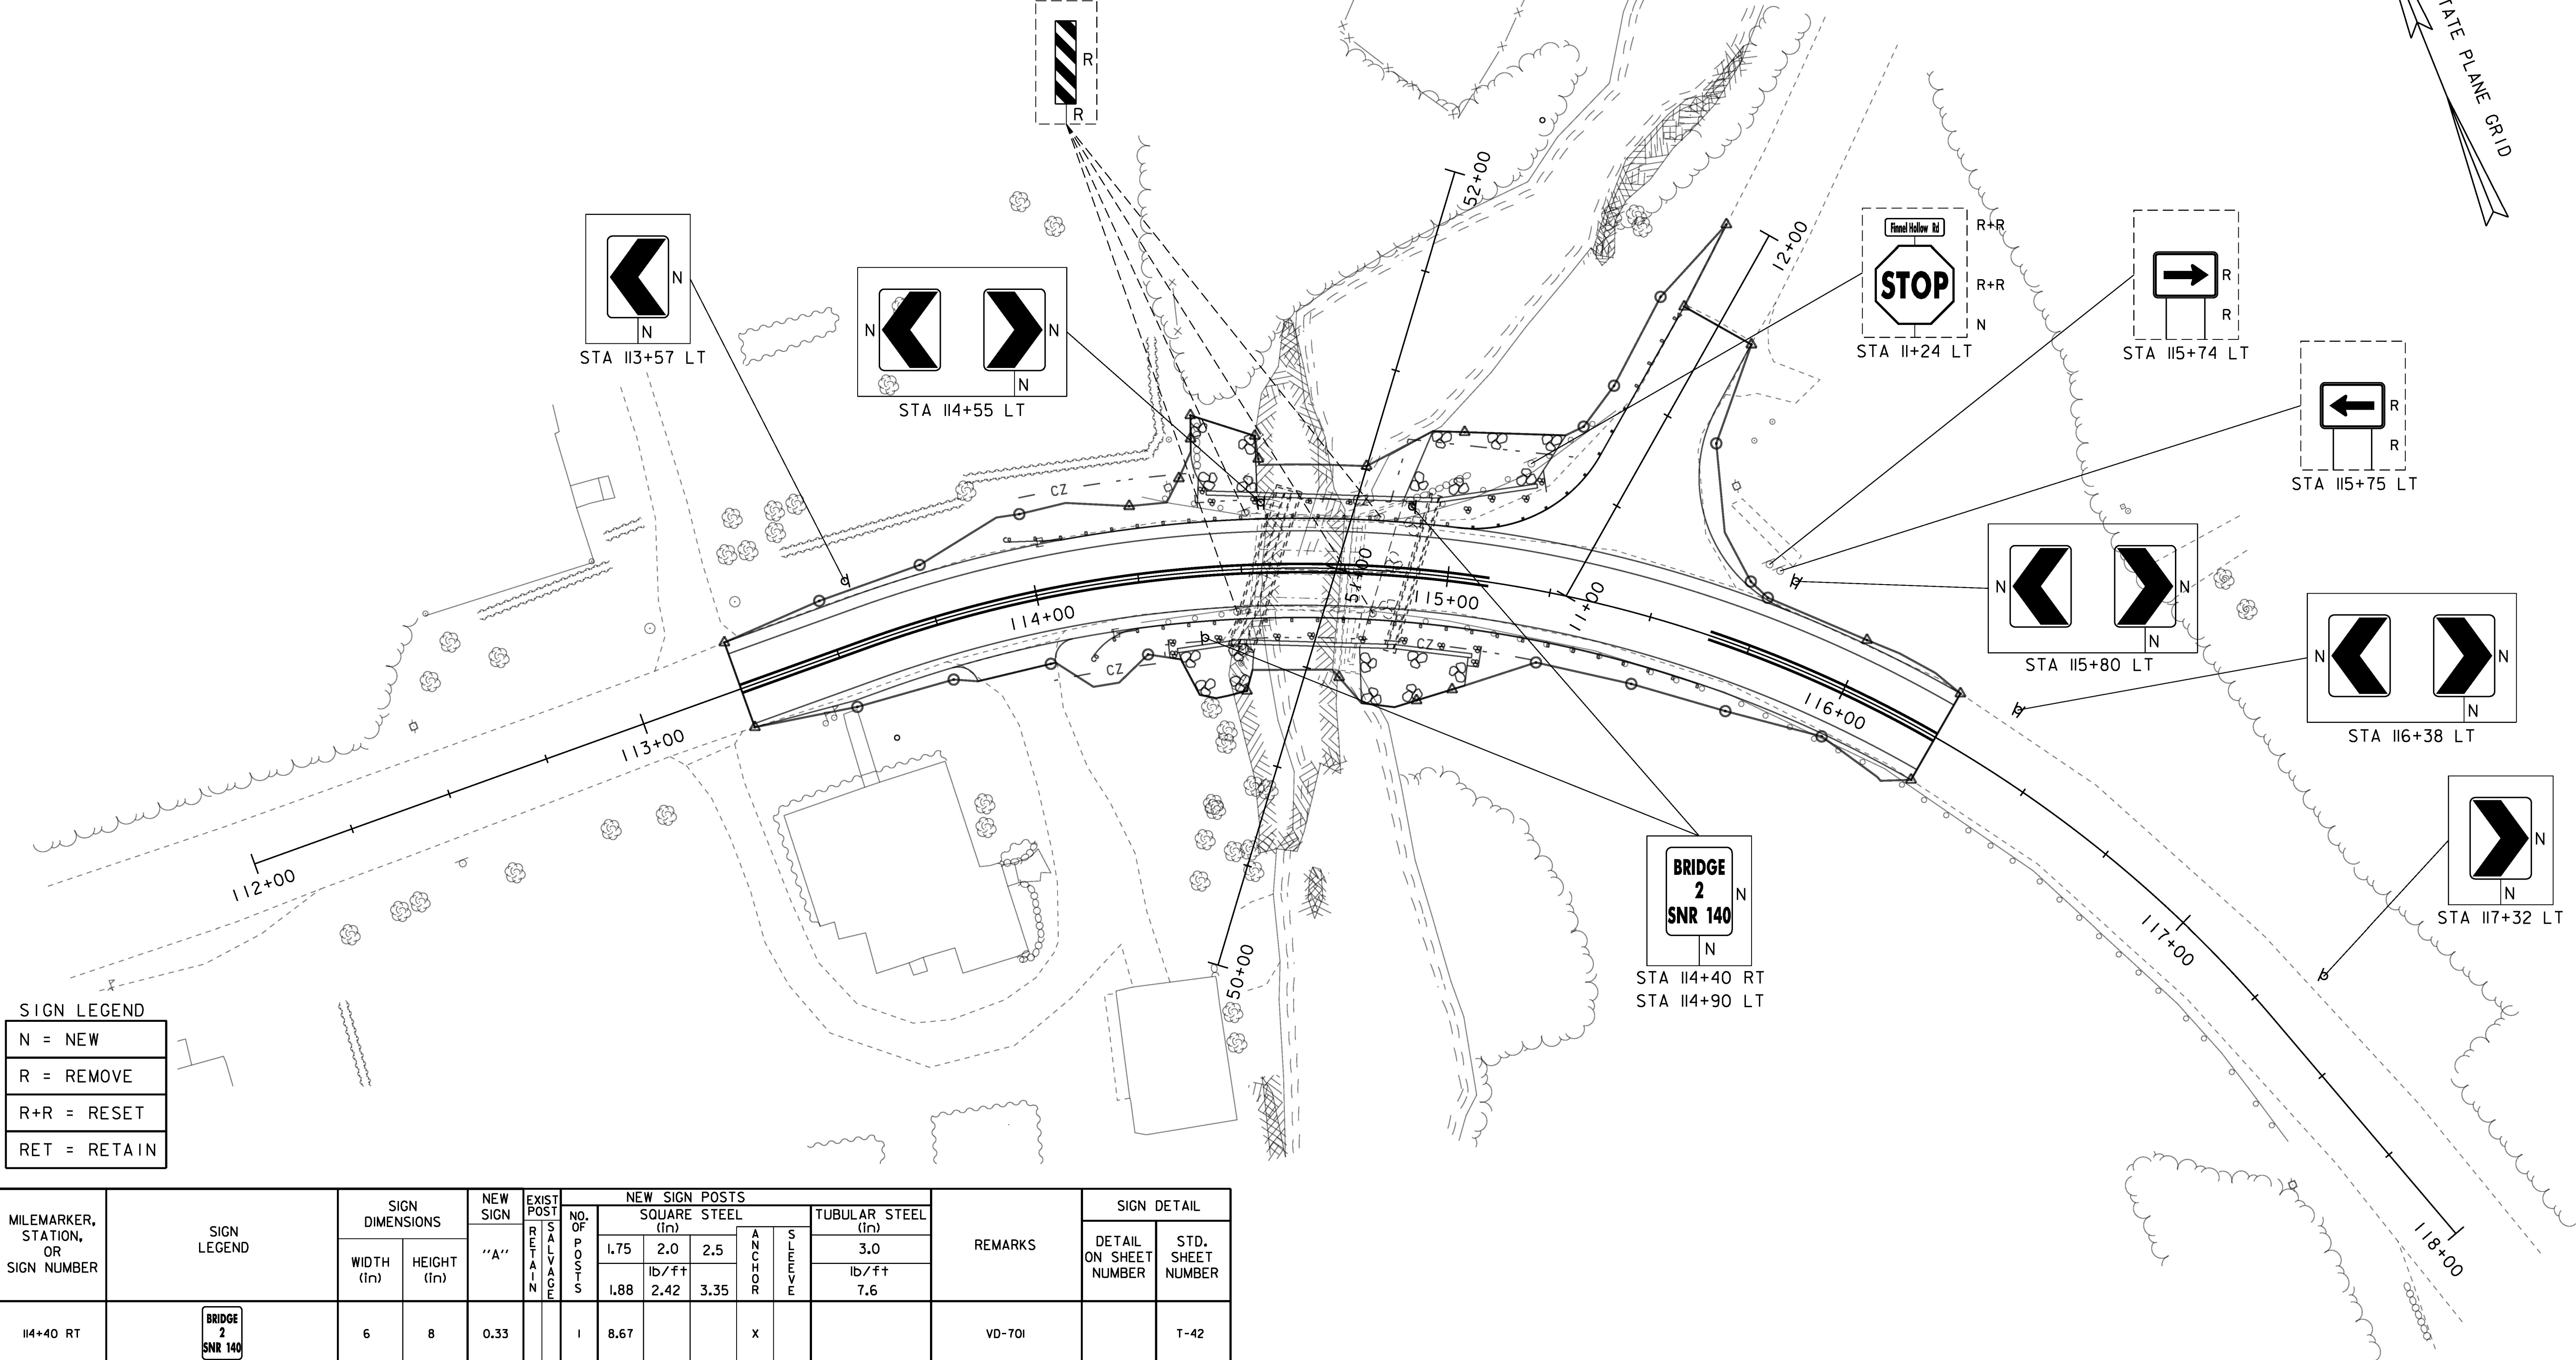 STATE PLANE GRID
R
R
N
N
STA 113+57 LT
N
N
N
STA 114+55 LT
Finnel Hollow Rd
R+R
STOP
R+R
N
STA 11+24 LT
R
R
STA 115+74 LT
R
R
STA 115+75 LT
N
N
N
STA 115+80 LT
N
N
N
STA 116+38 LT
N
N
STA 117+32 LT
BRIDGE
2
SNR 140
N
N
STA 114+40 RT
STA 114+90 LT
52+00
12+00
CZ
51+00
11+00
114+00
115+00
CZ
CZ
116+00
113+00
112+00
50+00
117+00
118+00
SIGN LEGEND
N = NEW
R = REMOVE
R+R = RESET
RET = RETAIN
MILEMARKER,
STATION,
OR
SIGN NUMBER
SIGN
LEGEND
SIGN
DIMENSIONS
WIDTH
(in)
HEIGHT
(in)
NEW
SIGN
"A"
EXIST
POST
RETAIN
SALVAGE
NEW SIGN POSTS
NO.
OF
POSTS
SQUARE STEEL
(in)
1.75 2.0 2.5
lb/ft
1.88 2.42 3.35
ANCHOR
SLEEVE
TUBULAR STEEL
(in)
3.0
lb/ft
7.6
REMARKS
SIGN DETAIL
DETAIL
ON SHEET
NUMBER
STD.
SHEET
NUMBER
114+40 RT
BRIDGE
2
SNR 140
6 8 0.33 1 8.67 X VD-701 T-42